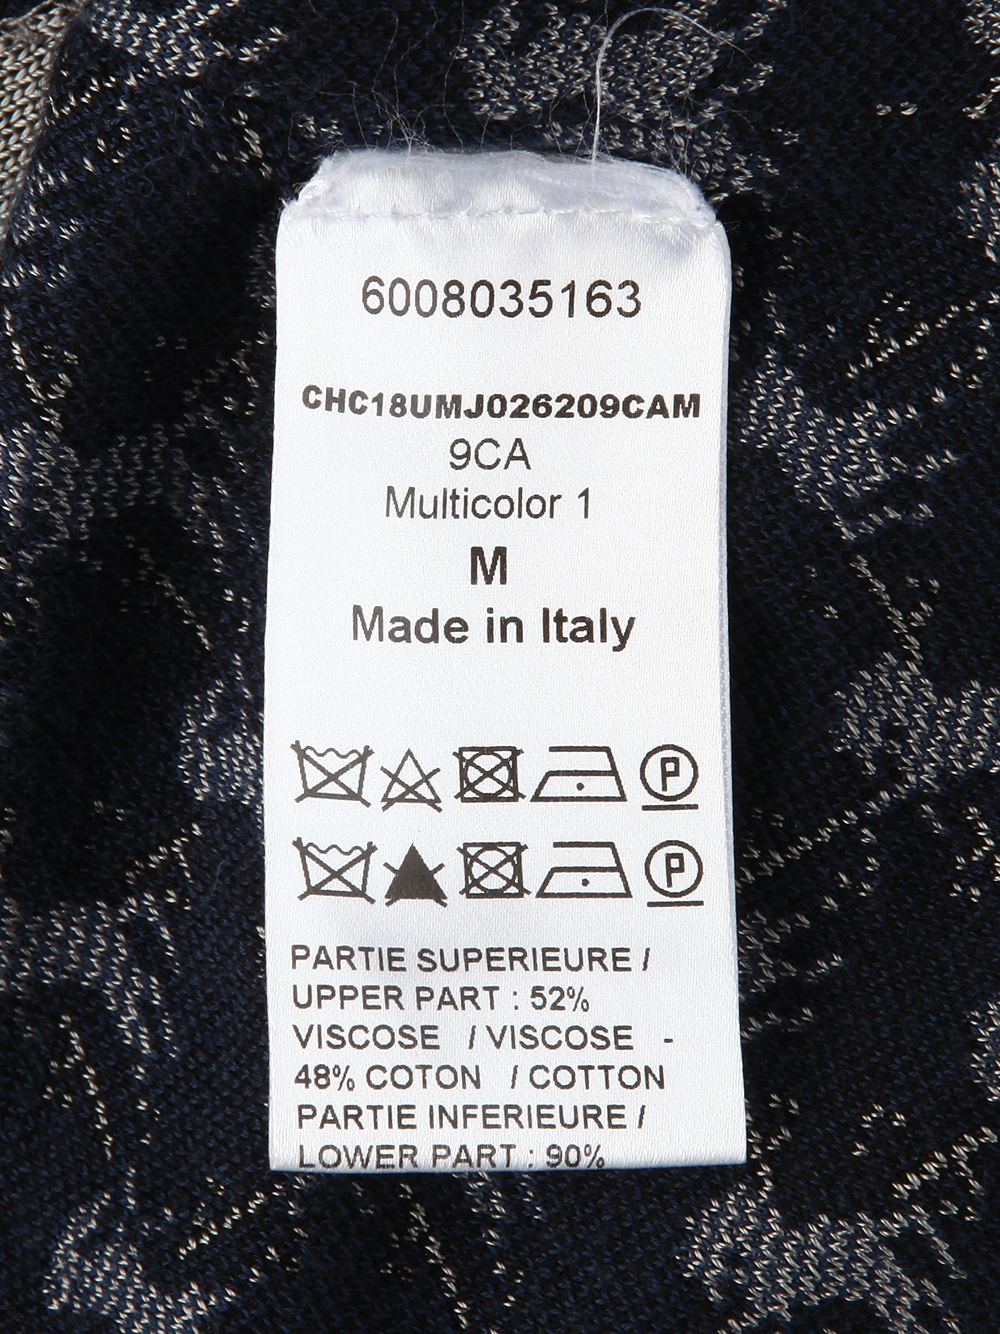 6008035163
CHC18UMJ026209CAM
9CA
Multicolor 1
M
Made in Italy
P
P
PARTIE SUPERIEURE /
UPPER PART : 52%
VISCOSE / VISCOSE -
48% COTON / COTTON
PARTIE INFERIEURE /
LOWER PART : 90%